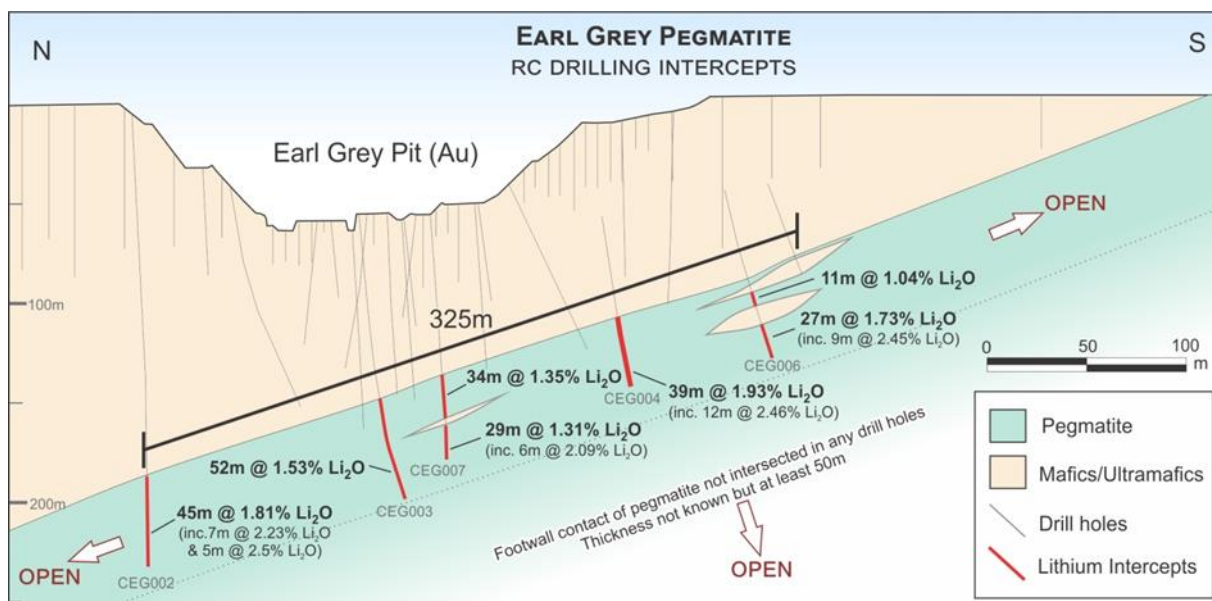 N
EARL GREY PEGMATITE
RC DRILLING INTERCEPTS
S
Earl Grey Pit (Au)
OPEN
100m
325m
11m @ 1.04% Li₂O
27m @ 1.73% Li₂O
(inc. 9m @ 2.45% Li₂O)
CEG006
0 50 100
m
34m @ 1.35% Li₂O
39m @ 1.93% Li₂O
(inc. 12m @ 2.46% Li₂O)
CEG004
29m @ 1.31% Li₂O
(inc. 6m @ 2.09% Li₂O)
CEG007
52m @ 1.53% Li₂O
CEG003
200m
45m @ 1.81% Li₂O
(inc.7m @ 2.23% Li₂O
& 5m @ 2.5% Li₂O)
CEG002
OPEN
Footwall contact of pegmatite not intersected in any drill holes
Thickness not known but at least 50m
OPEN
Pegmatite
Mafics/Ultramafics
Drill holes
Lithium Intercepts